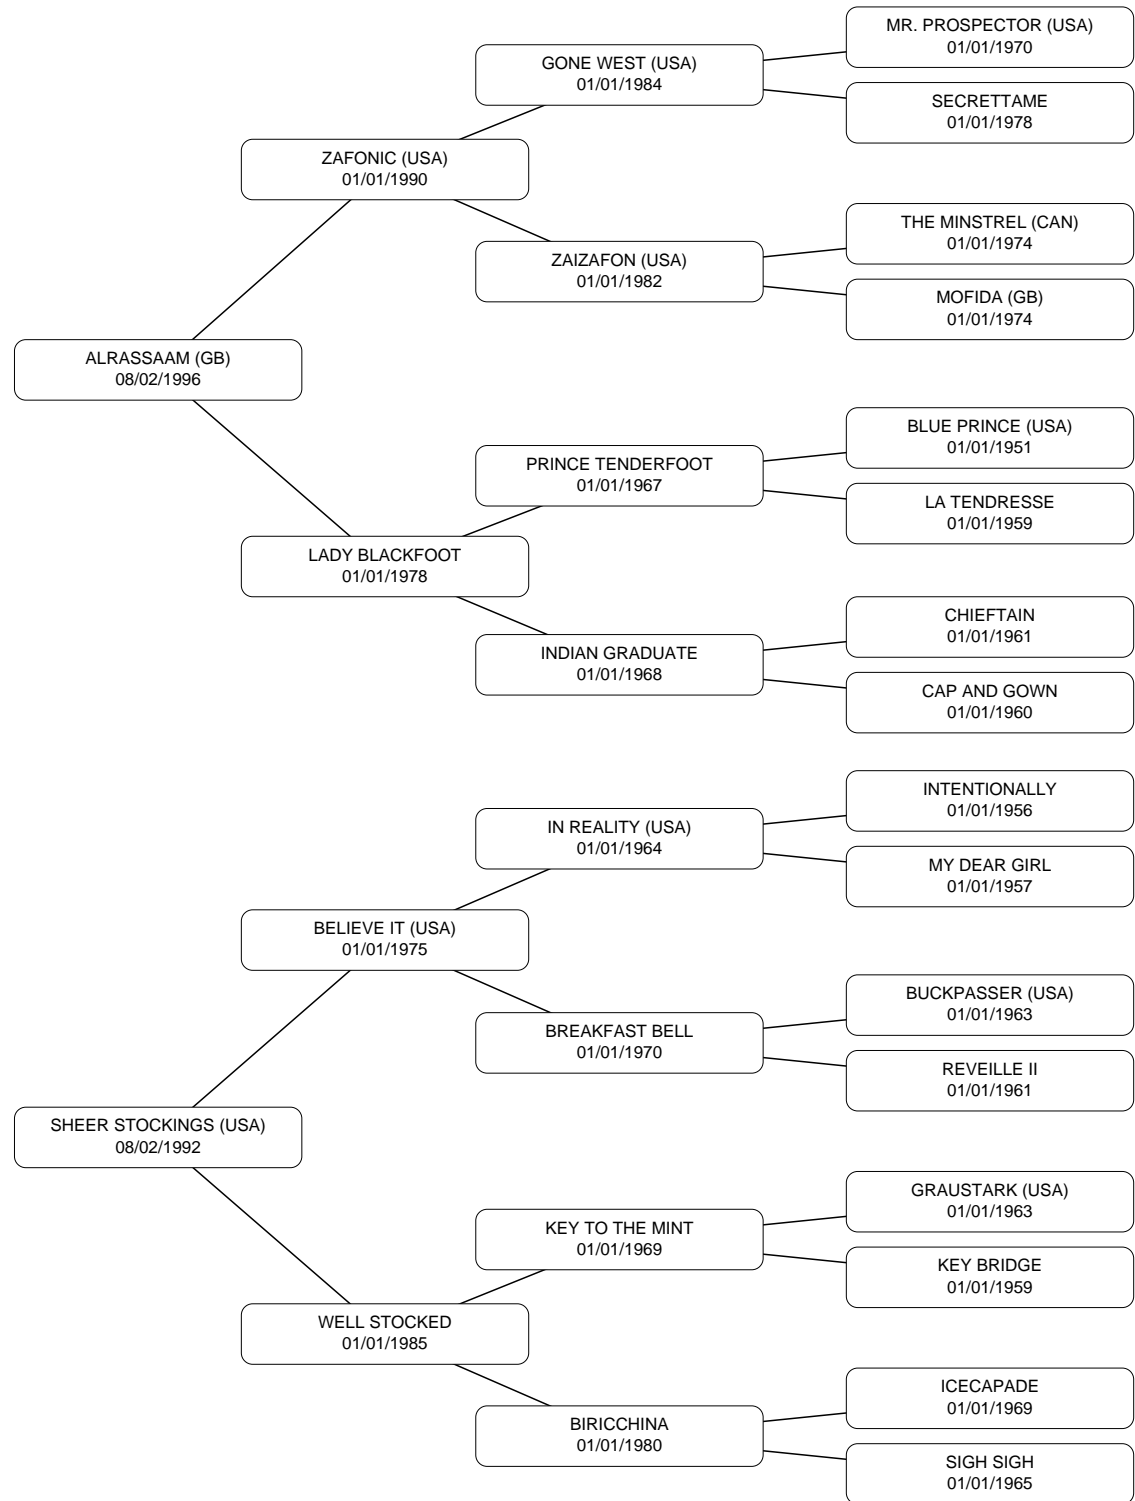 MR. PROSPECTOR (USA)
01/01/1970
GONE WEST (USA)
01/01/1984
SECRETTAME
01/01/1978
ZAFONIC (USA)
01/01/1990
THE MINSTREL (CAN)
01/01/1974
ZAIZAFON (USA)
01/01/1982
MOFIDA (GB)
01/01/1974
ALRASSAAM (GB)
08/02/1996
BLUE PRINCE (USA)
01/01/1951
PRINCE TENDERFOOT
01/01/1967
LA TENDRESSE
01/01/1959
LADY BLACKFOOT
01/01/1978
CHIEFTAIN
01/01/1961
INDIAN GRADUATE
01/01/1968
CAP AND GOWN
01/01/1960
INTENTIONALLY
01/01/1956
IN REALITY (USA)
01/01/1964
MY DEAR GIRL
01/01/1957
BELIEVE IT (USA)
01/01/1975
BUCKPASSER (USA)
01/01/1963
BREAKFAST BELL
01/01/1970
REVEILLE II
01/01/1961
SHEER STOCKINGS (USA)
08/02/1992
GRAUSTARK (USA)
01/01/1963
KEY TO THE MINT
01/01/1969
KEY BRIDGE
01/01/1959
WELL STOCKED
01/01/1985
ICECAPADE
01/01/1969
BIRICCHINA
01/01/1980
SIGH SIGH
01/01/1965